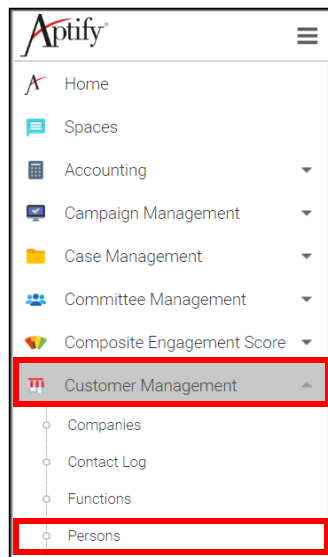 Aptify
Home
Spaces
Accounting
Campaign Management
Case Management
Committee Management
Composite Engagement Score
Customer Management
Companies
Contact Log
Functions
Persons